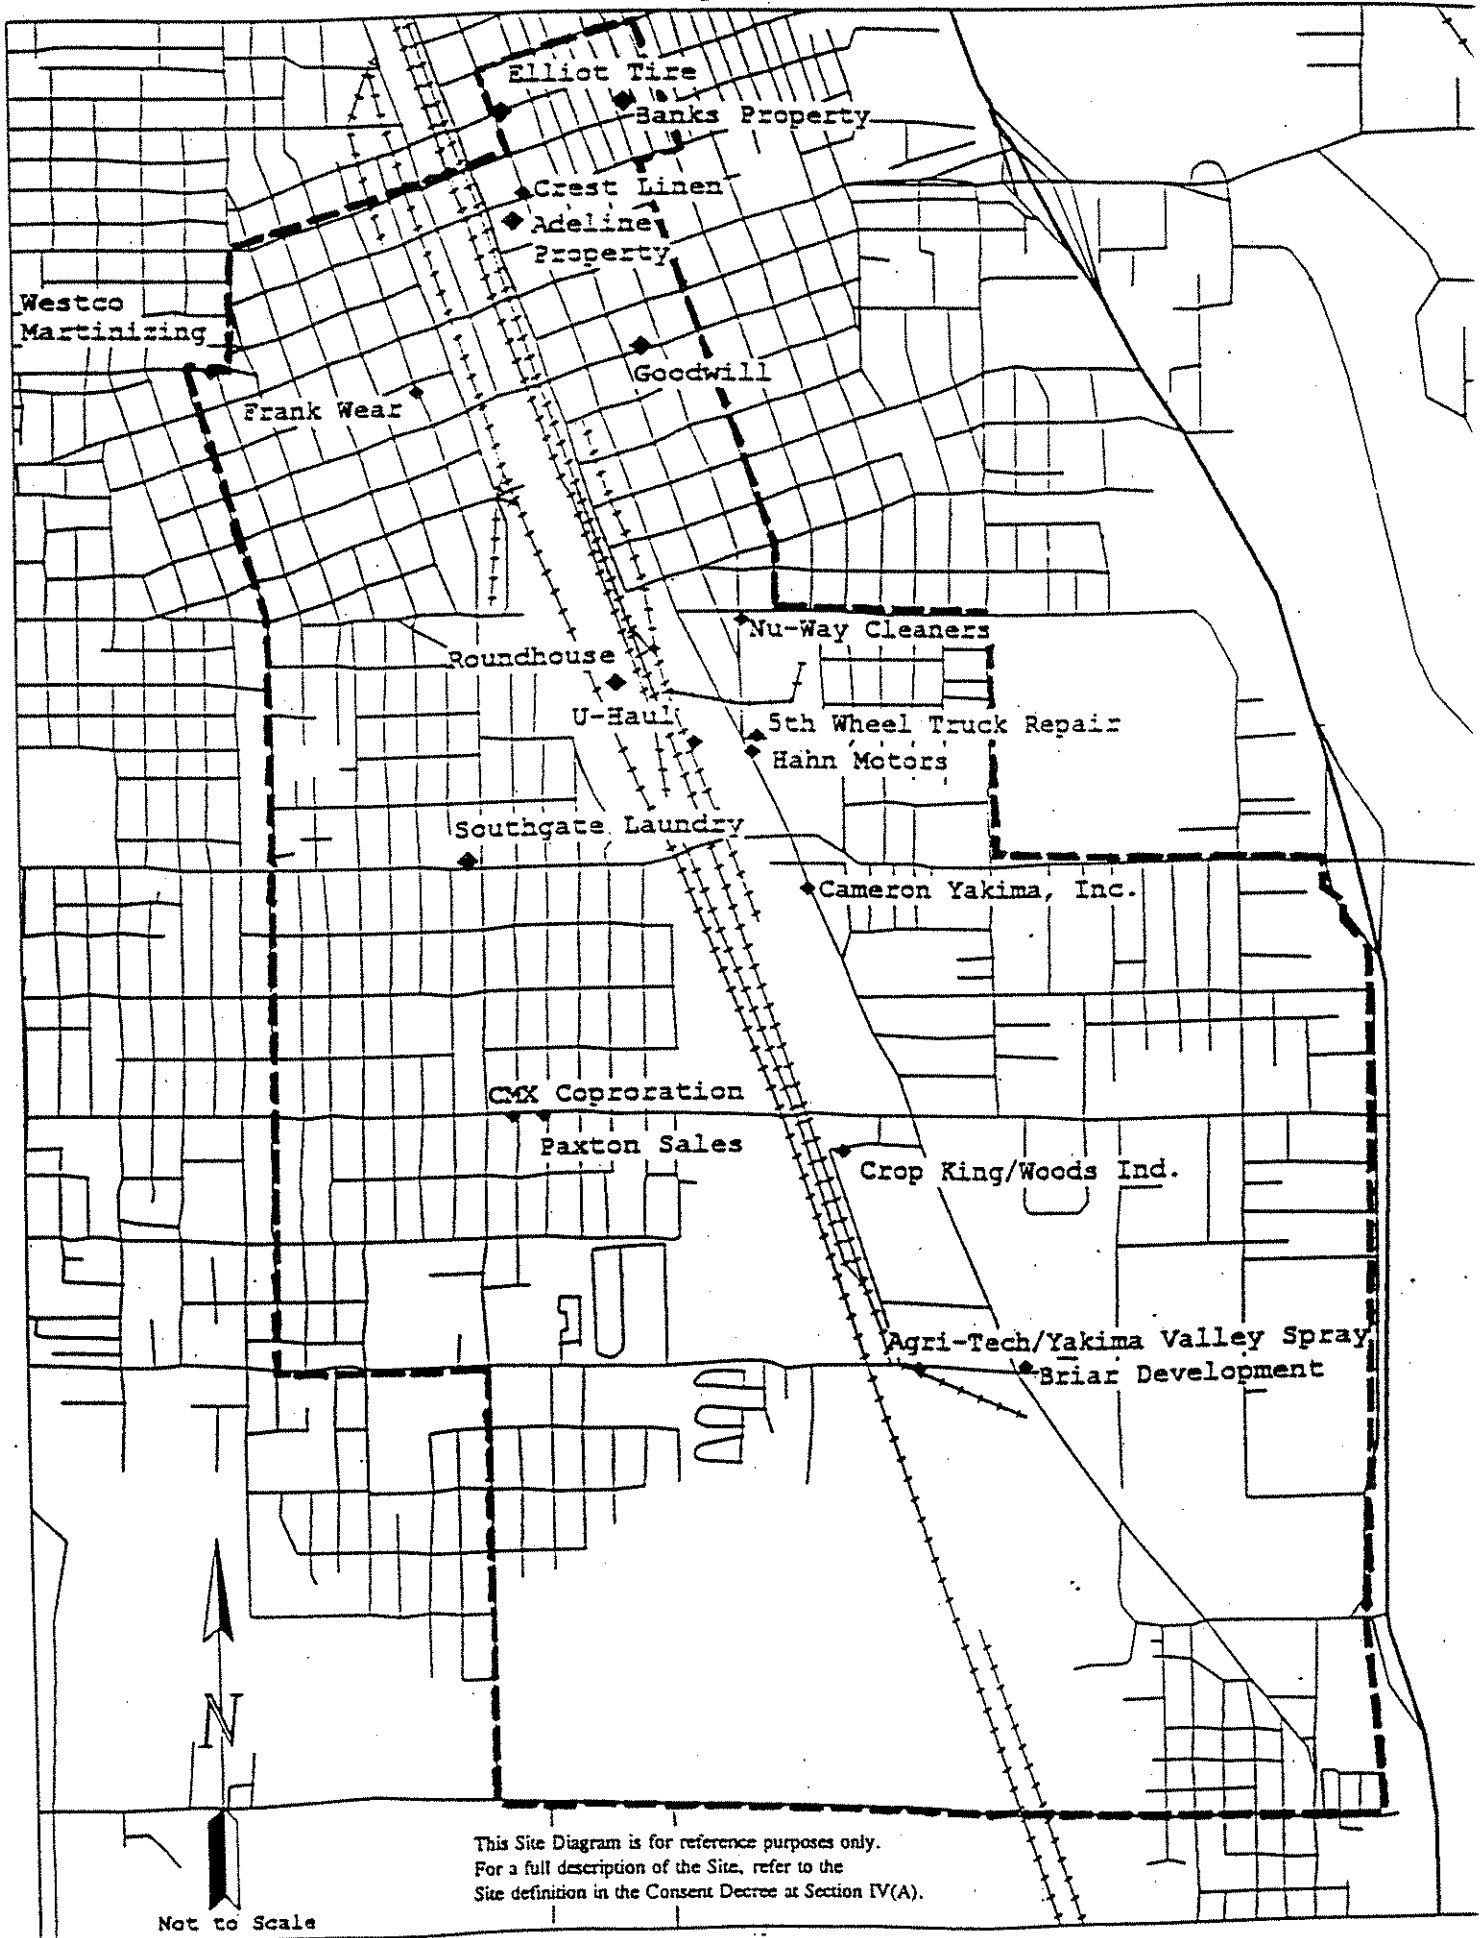 Elliot Tire
Banks Property
Crest Linen
Adeline
Property
Westco
Martinizing
Goodwill
Frank Wear
Nu-Way Cleaners
Roundhouse
U-Haul
5th Wheel Truck Repair
Hahn Motors
Southgate Laundry
Cameron Yakima, Inc.
CMX Coproration
Paxton Sales
Crop King/Woods Ind.
Agri-Tech/Yakima Valley Spray
Briar Development
N
This Site Diagram is for reference purposes only.
For a full description of the Site, refer to the
Site definition in the Consent Decree at Section IV(A).
Not to Scale